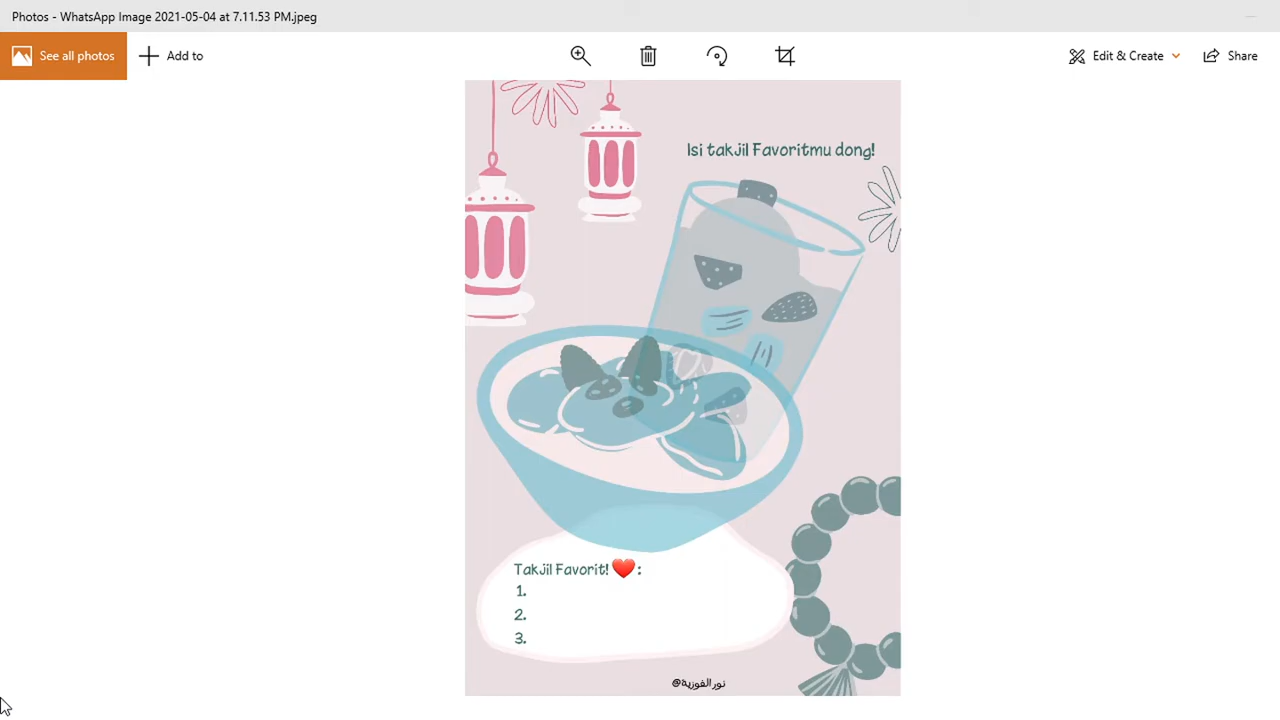 Photos - WhatsApp Image 2021-05-04 at 7.11.53 PM.jpeg
See all photos
Add to
Edit & Create
Share
Isi takjil Favoritmu dong!
Takjil Favorit! ❤️ :
1.
2.
3.
@نور الفوزية